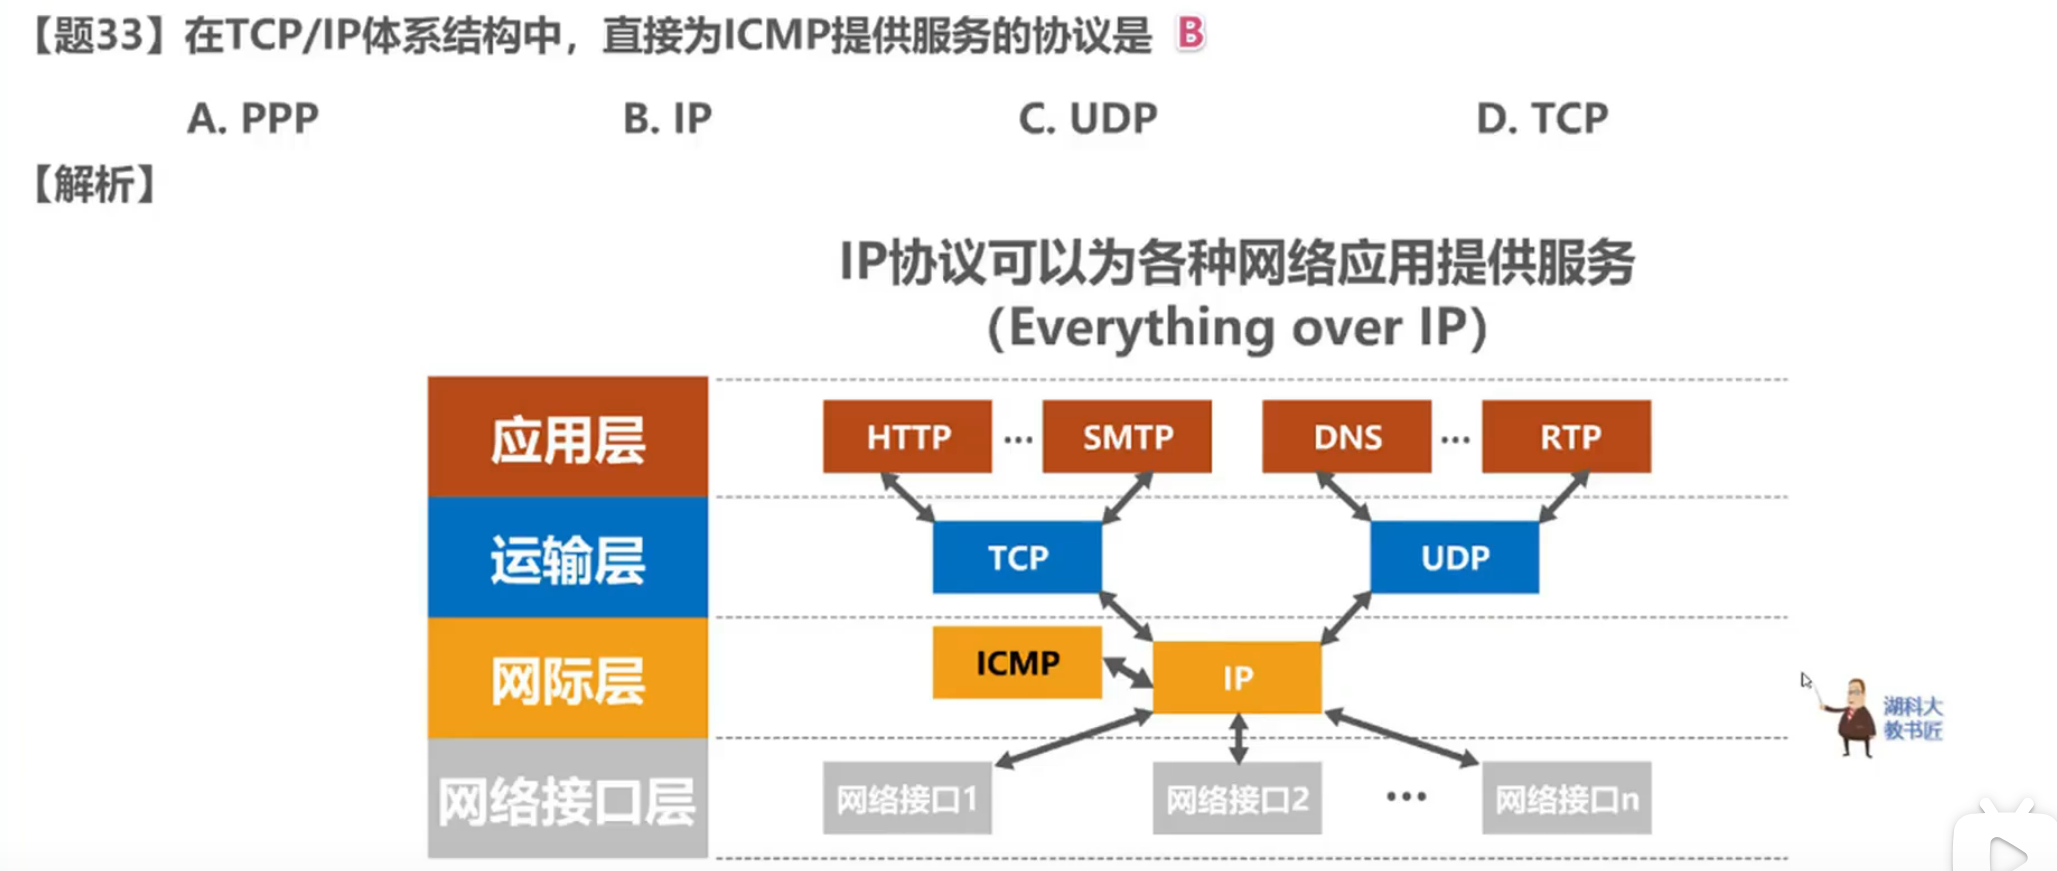 【题33】在TCP/IP体系结构中，直接为ICMP提供服务的协议是 B
A. PPP B. IP C. UDP D. TCP
【解析】
IP协议可以为各种网络应用提供服务
（Everything over IP）
应用层 HTTP ··· SMTP DNS ··· RTP
运输层 TCP UDP
网际层 ICMP IP
湖科大
教书匠
网络接口层 网络接口1 网络接口2 ··· 网络接口n